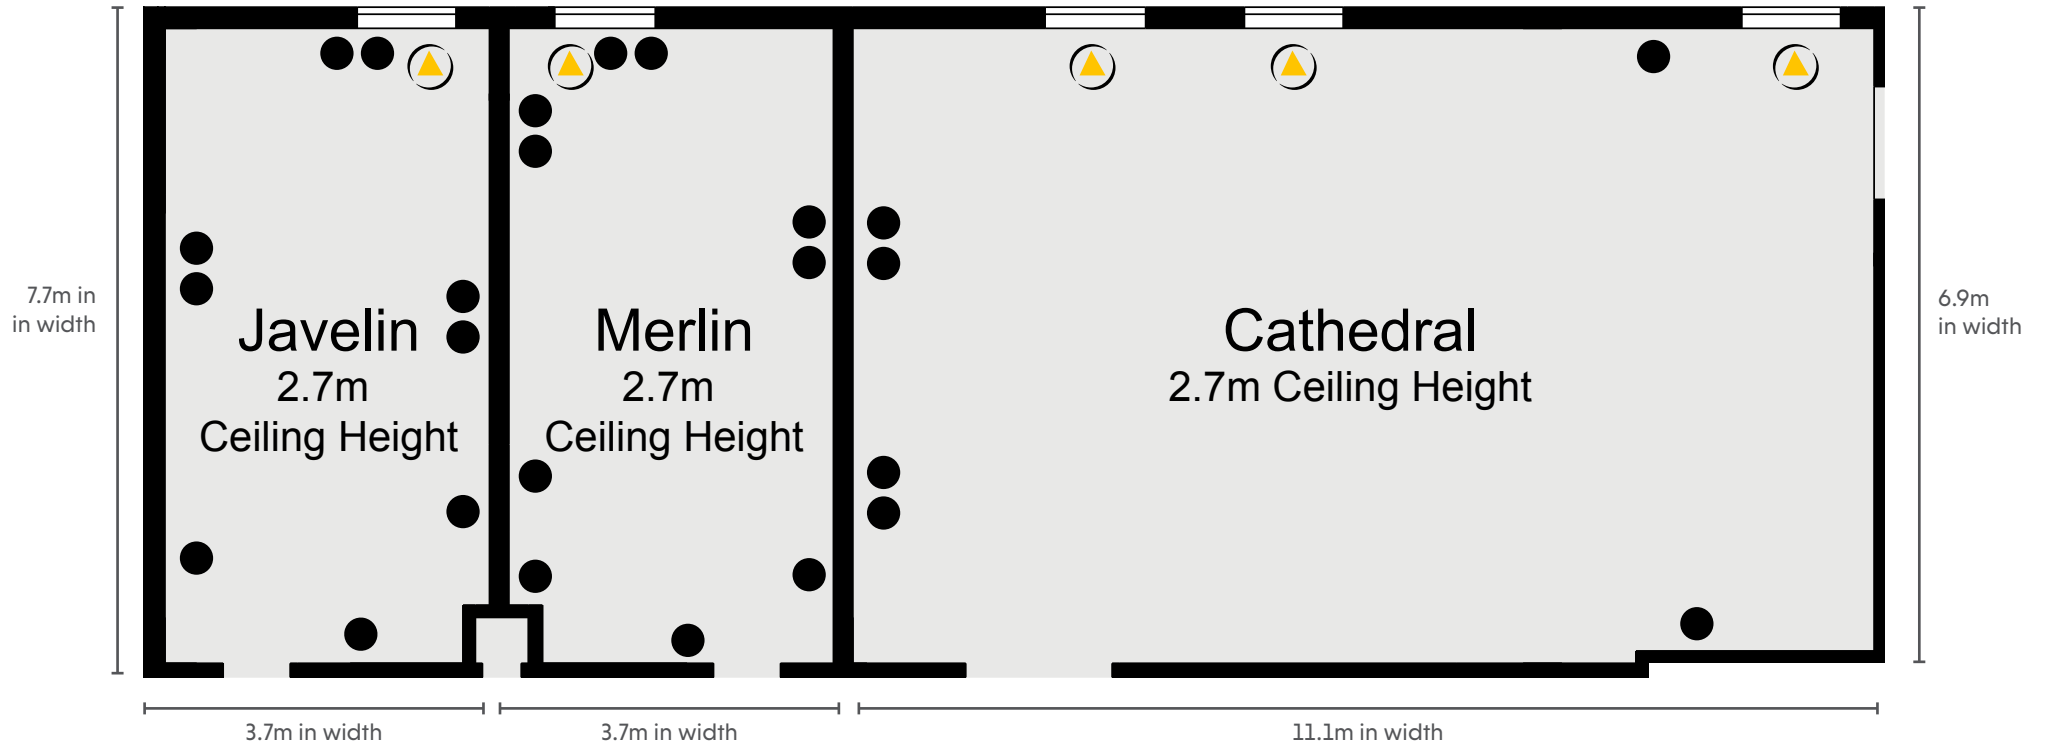 7.7m in
in width
Javelin
2.7m
Ceiling Height
Merlin
2.7m
Ceiling Height
Cathedral
2.7m Ceiling Height
6.9m
in width
3.7m in width
3.7m in width
11.1m in width